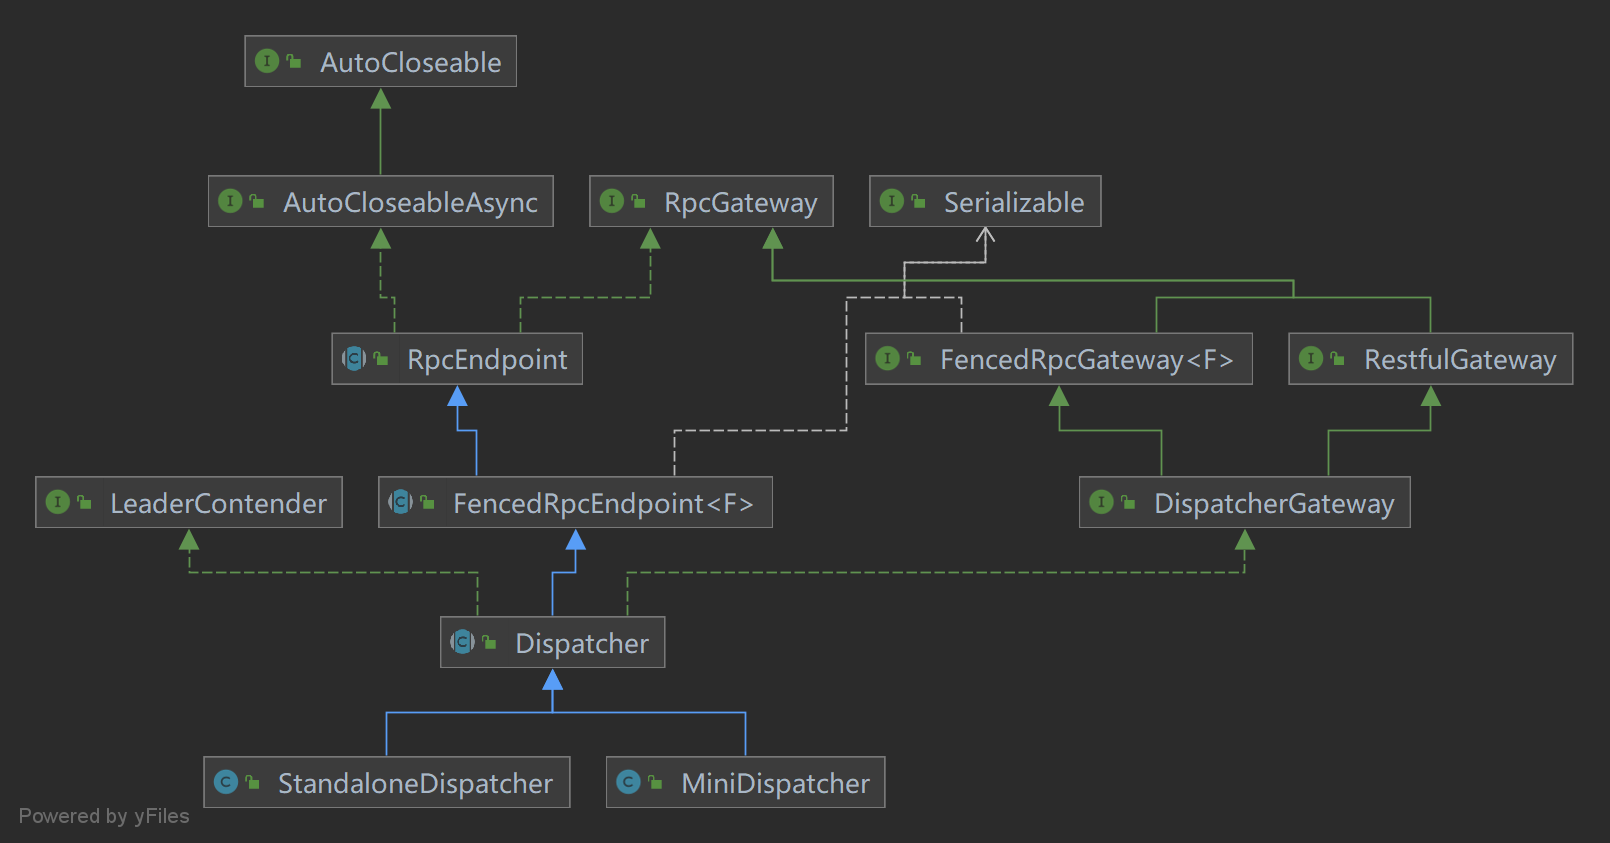 AutoCloseable
AutoCloseableAsync
RpcGateway
Serializable
RpcEndpoint
FencedRpcGateway<F>
RestfulGateway
LeaderContender
FencedRpcEndpoint<F>
DispatcherGateway
Dispatcher
StandaloneDispatcher
MiniDispatcher
Powered by yFiles